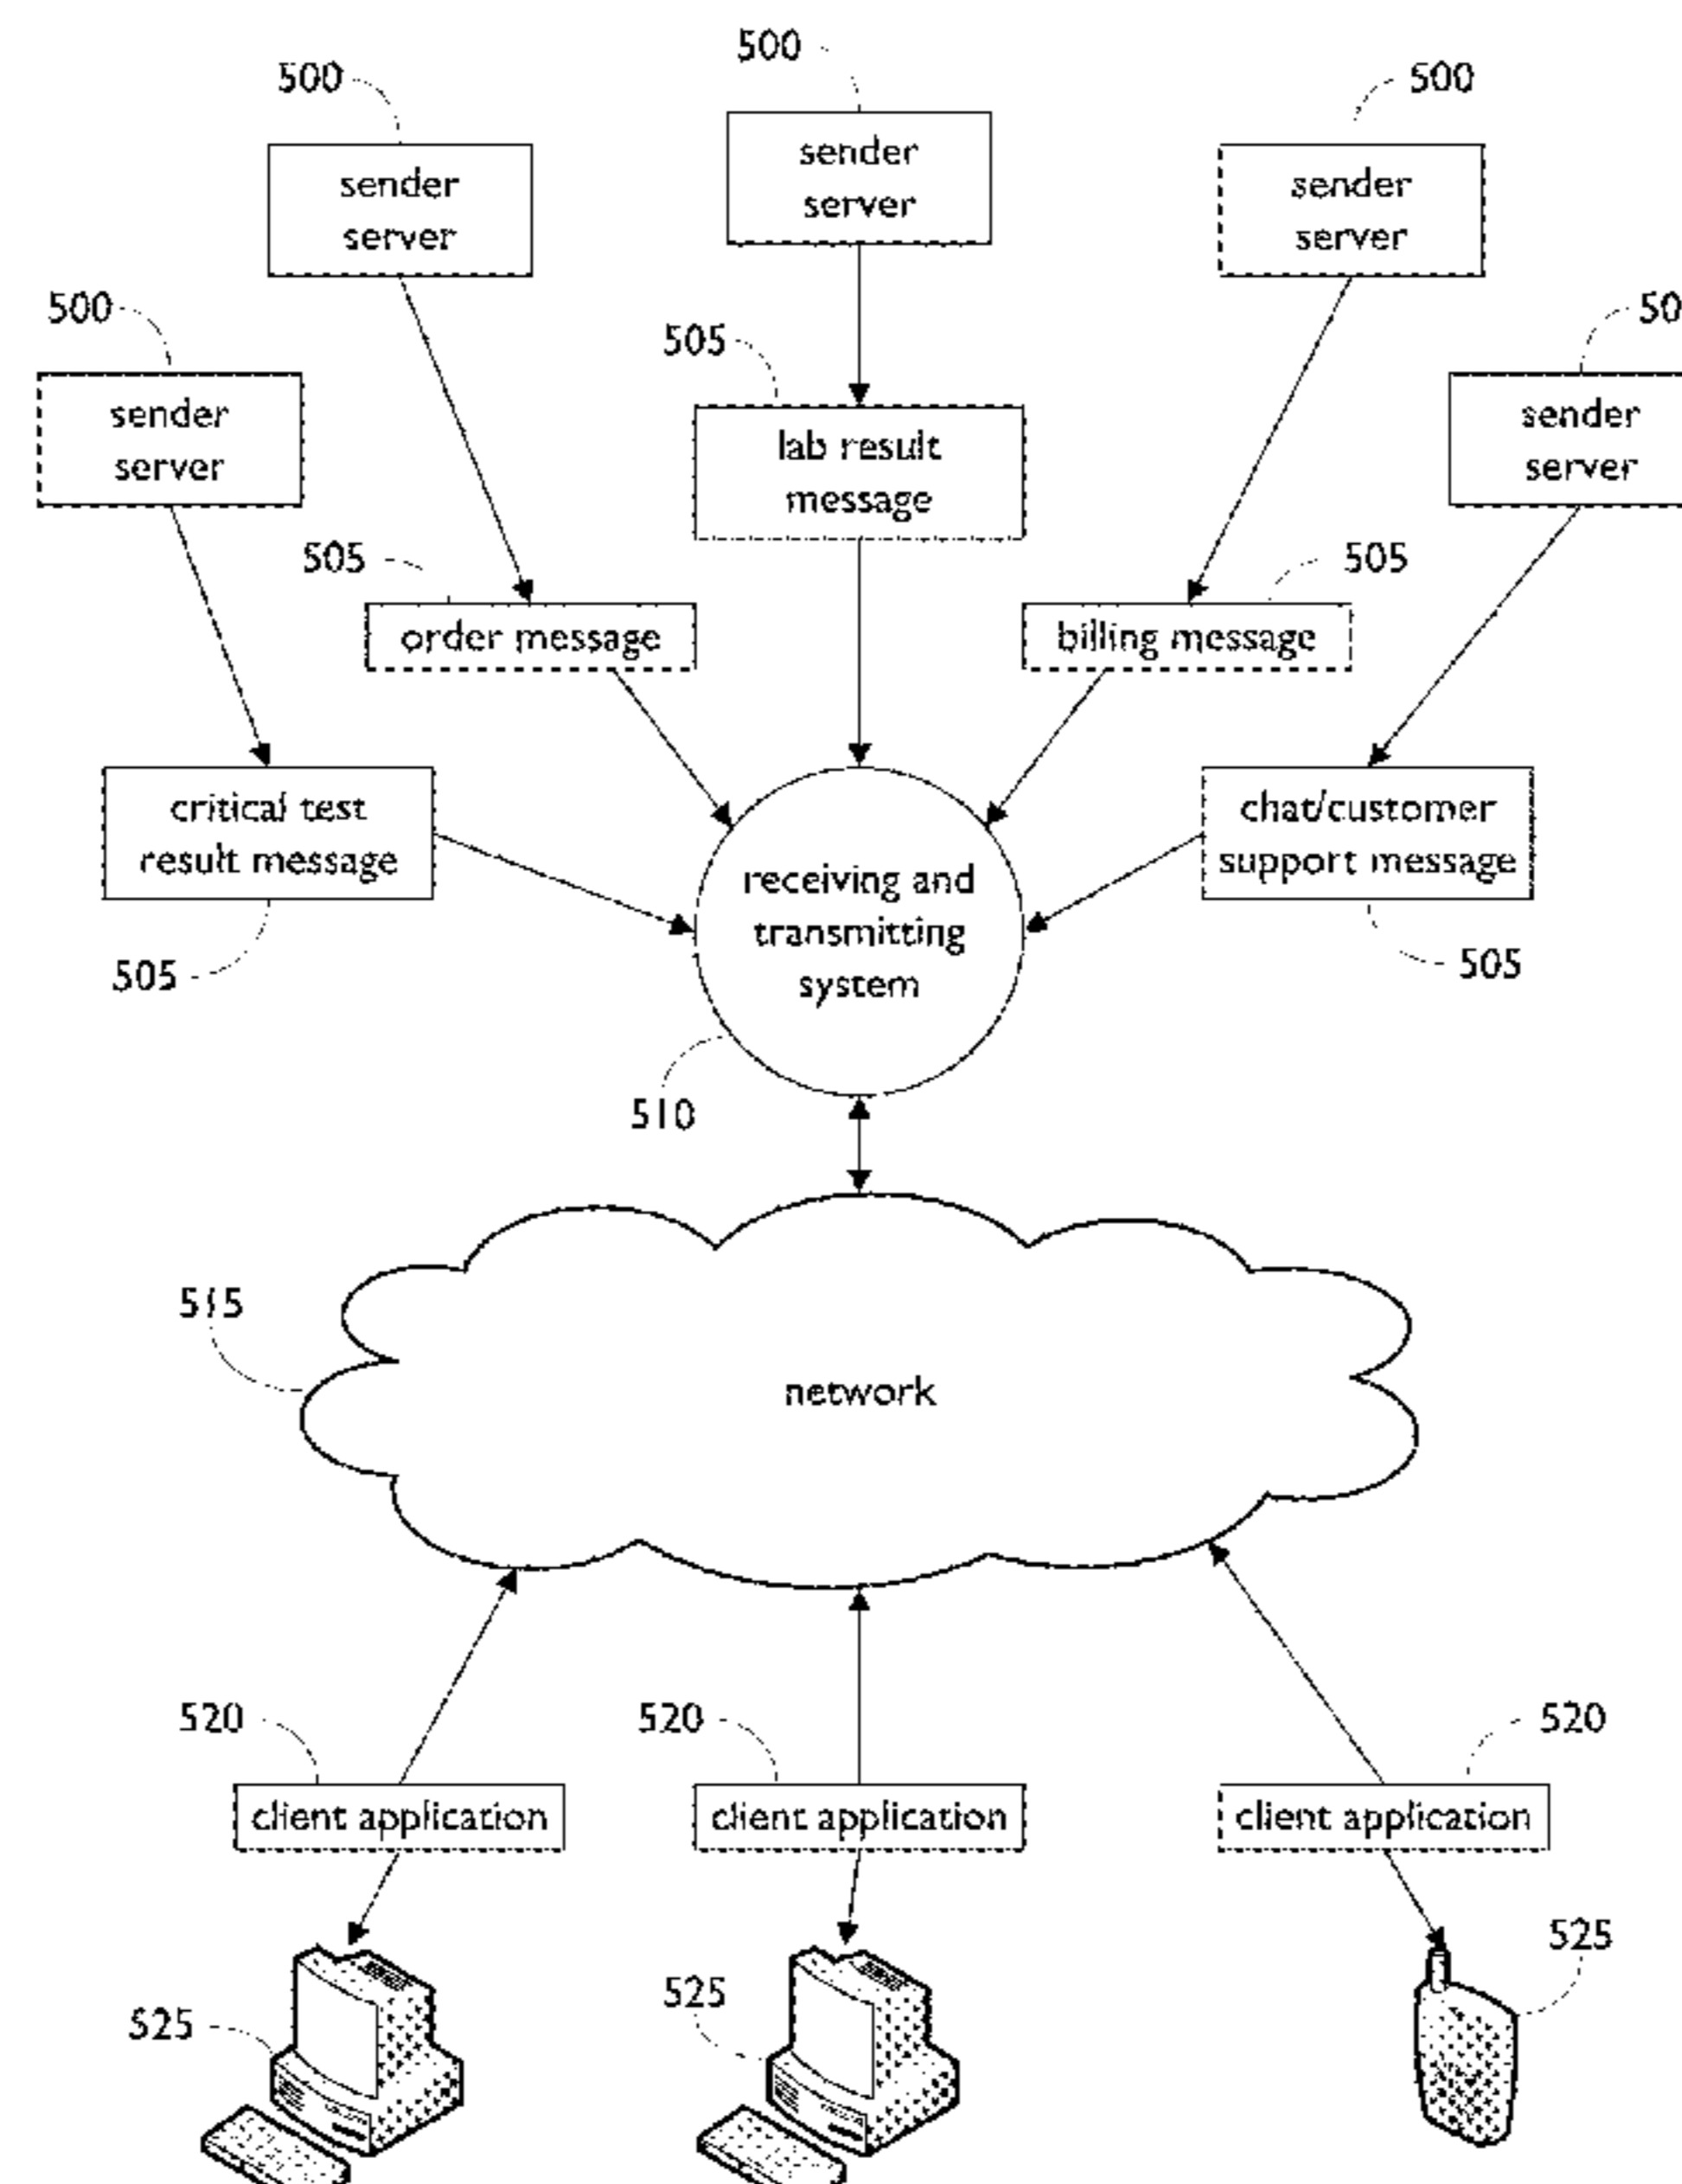 500
500
500
sender
server
sender
server
sender
server
500
50
505
sender
server
lab result
message
sender
server
505
505
order message
billing message
critical test
result message
chat/customer
support message
receiving and
transmitting
system
505
505
510
515
network
520
520
520
client application
client application
client application
525
525
525